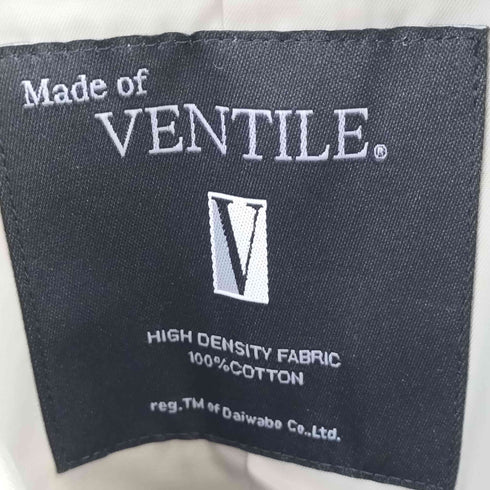 Made of
VENTILE®
V
HIGH DENSITY FABRIC
100%COTTON
reg.TM of Daiwabo Co.,Ltd.